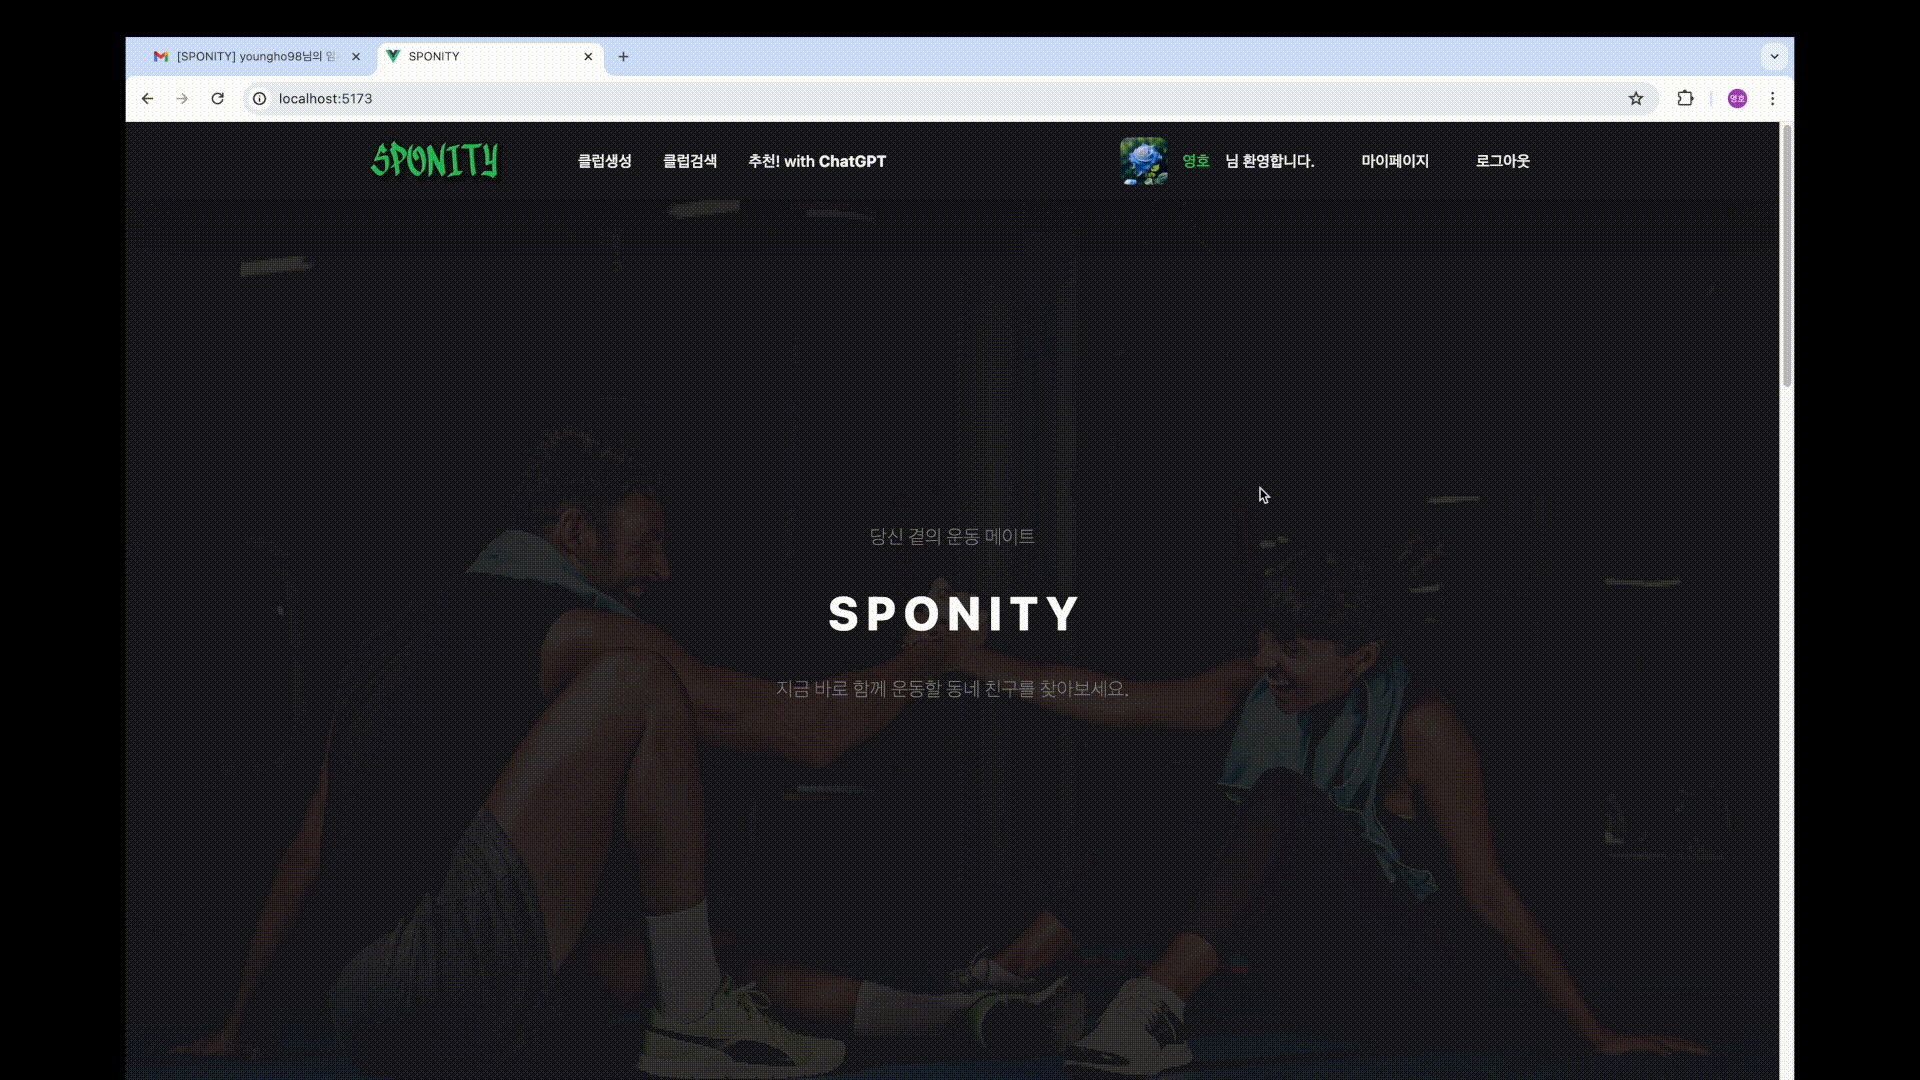 [SPONITY] youngho98님의 임
SPONITY
localhost:5173
영호
SPONITY
클럽생성
클럽검색
추천! with ChatGPT
영호 님 환영합니다.
마이페이지
로그아웃
당신 곁의 운동 메이트
SPONITY
지금 바로 함께 운동할 동네 친구를 찾아보세요.